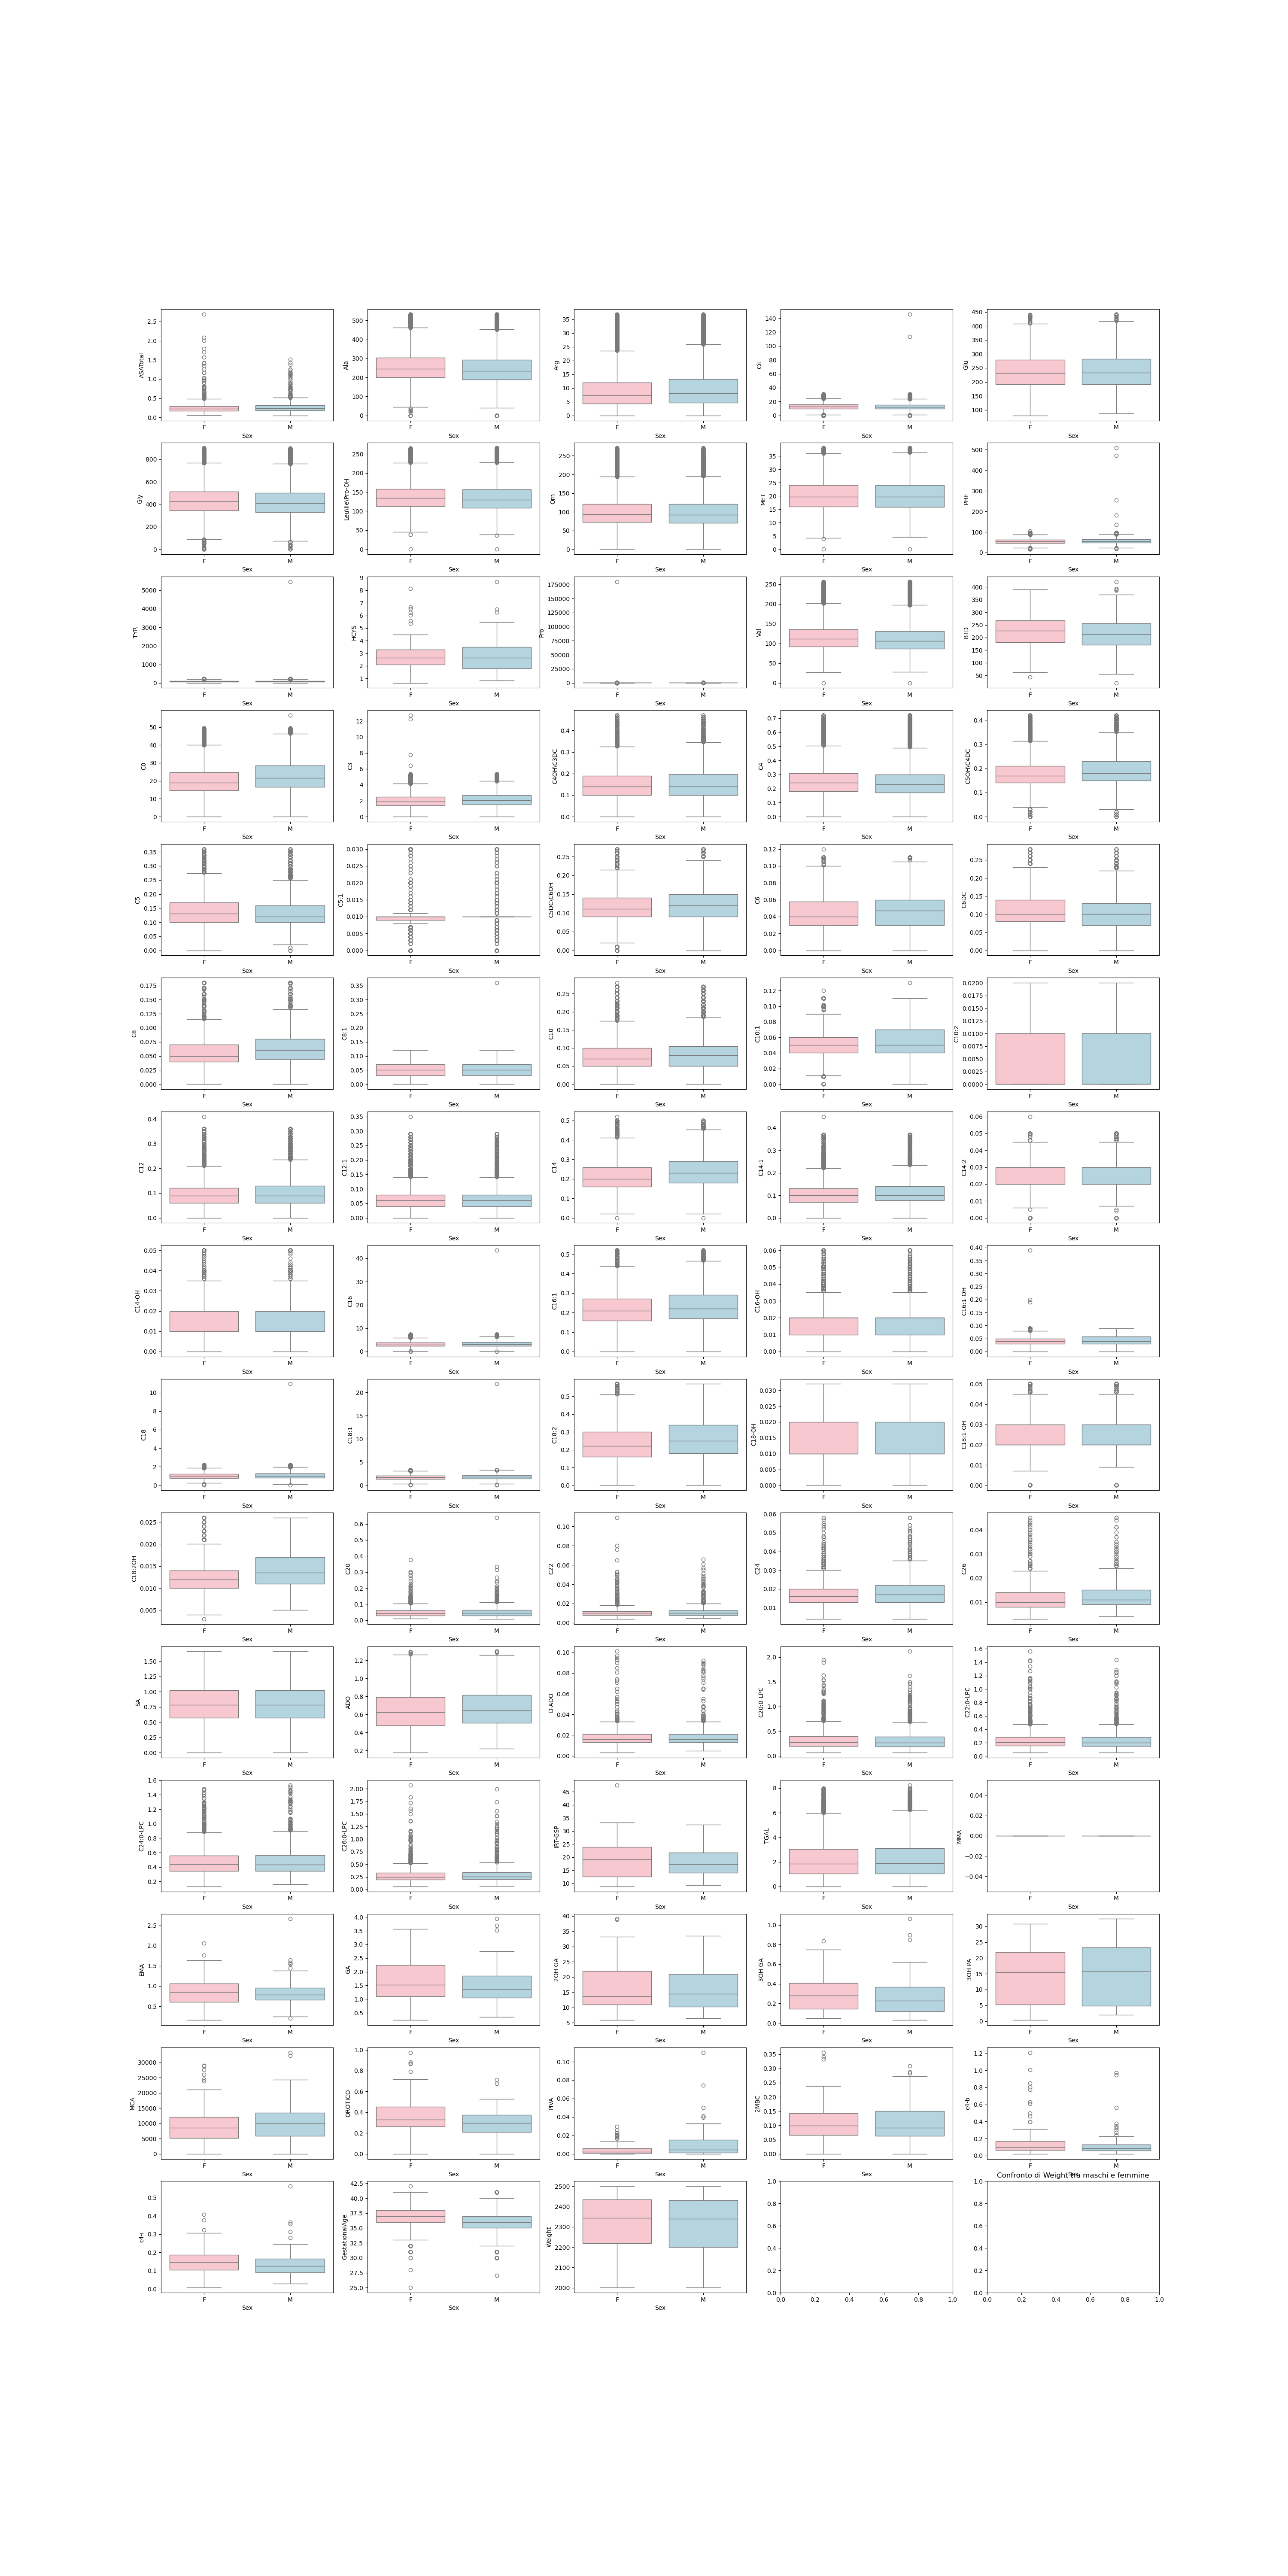 ASATotal
2.5 2.0 1.5 1.0 0.5 0.0
F M
Sex
Ala
500 400 300 200 100 0
F M
Sex
Arg
35 30 25 20 15 10 5 0
F M
Sex
Cit
140 120 100 80 60 40 20 0
F M
Sex
Glu
450 400 350 300 250 200 150 100
F M
Sex
Gly
800 600 400 200 0
F M
Sex
Leu\Ile\Pro-OH
250 200 150 100 50 0
F M
Sex
Orn
250 200 150 100 50 0
F M
Sex
MET
35 30 25 20 15 10 5 0
F M
Sex
PHE
500 400 300 200 100 0
F M
Sex
TYR
5000 4000 3000 2000 1000 0
F M
Sex
HCYS
9 8 7 6 5 4 3 2 1
F M
Sex
Pro
175000 150000 125000 100000 75000 50000 25000 0
F M
Sex
Val
250 200 150 100 50 0
F M
Sex
BTD
400 350 300 250 200 150 100 50
F M
Sex
C0
50 40 30 20 10 0
F M
Sex
C3
12 10 8 6 4 2 0
F M
Sex
C4OH\C3DC
0.4 0.3 0.2 0.1 0.0
F M
Sex
C4
0.7 0.6 0.5 0.4 0.3 0.2 0.1 0.0
F M
Sex
C5OH\C4DC
0.4 0.3 0.2 0.1 0.0
F M
Sex
C5
0.35 0.30 0.25 0.20 0.15 0.10 0.05 0.00
F M
Sex
C5:1
0.030 0.025 0.020 0.015 0.010 0.005 0.000
F M
Sex
C5DC\C6OH
0.25 0.20 0.15 0.10 0.05 0.00
F M
Sex
C6
0.12 0.10 0.08 0.06 0.04 0.02 0.00
F M
Sex
C6DC
0.25 0.20 0.15 0.10 0.05 0.00
F M
Sex
C8
0.175 0.150 0.125 0.100 0.075 0.050 0.025 0.000
F M
Sex
C8:1
0.35 0.30 0.25 0.20 0.15 0.10 0.05 0.00
F M
Sex
C10
0.25 0.20 0.15 0.10 0.05 0.00
F M
Sex
C10:1
0.12 0.10 0.08 0.06 0.04 0.02 0.00
F M
Sex
C10:2
0.0200 0.0175 0.0150 0.0125 0.0100 0.0075 0.0050 0.0025 0.0000
F M
Sex
C12
0.4 0.3 0.2 0.1 0.0
F M
Sex
C12:1
0.35 0.30 0.25 0.20 0.15 0.10 0.05 0.00
F M
Sex
C14
0.5 0.4 0.3 0.2 0.1 0.0
F M
Sex
C14-1
0.4 0.3 0.2 0.1 0.0
F M
Sex
C14:2
0.06 0.05 0.04 0.03 0.02 0.01 0.00
F M
Sex
C14-OH
0.05 0.04 0.03 0.02 0.01 0.00
F M
Sex
C16
40 30 20 10 0
F M
Sex
C16:1
0.5 0.4 0.3 0.2 0.1 0.0
F M
Sex
C16-OH
0.06 0.05 0.04 0.03 0.02 0.01 0.00
F M
Sex
C16:1-OH
0.40 0.35 0.30 0.25 0.20 0.15 0.10 0.05 0.00
F M
Sex
C18
10 8 6 4 2 0
F M
Sex
C18:1
20 15 10 5 0
F M
Sex
C18:2
0.5 0.4 0.3 0.2 0.1 0.0
F M
Sex
C18-OH
0.030 0.025 0.020 0.015 0.010 0.005 0.000
F M
Sex
C18:1-OH
0.05 0.04 0.03 0.02 0.01 0.00
F M
Sex
C18:2OH
0.025 0.020 0.015 0.010 0.005
F M
Sex
C20
0.6 0.5 0.4 0.3 0.2 0.1 0.0
F M
Sex
C22
0.10 0.08 0.06 0.04 0.02 0.00
F M
Sex
C24
0.06 0.05 0.04 0.03 0.02 0.01
F M
Sex
C26
0.04 0.03 0.02 0.01
F M
Sex
SA
1.50 1.25 1.00 0.75 0.50 0.25 0.00
F M
Sex
ADO
1.2 1.0 0.8 0.6 0.4 0.2
F M
Sex
D-ADO
0.10 0.08 0.06 0.04 0.02 0.00
F M
Sex
C20:0-LPC
2.0 1.5 1.0 0.5 0.0
F M
Sex
C22:0-LPC
1.6 1.4 1.2 1.0 0.8 0.6 0.4 0.2 0.0
F M
Sex
C24:0-LPC
1.6 1.4 1.2 1.0 0.8 0.6 0.4 0.2
F M
Sex
C26:0-LPC
2.00 1.75 1.50 1.25 1.00 0.75 0.50 0.25 0.00
F M
Sex
IRT-GSP
45 40 35 30 25 20 15 10
F M
Sex
TGAL
8 6 4 2 0
F M
Sex
MMA
0.04 0.02 0.00 −0.02 −0.04
F M
Sex
EMA
2.5 2.0 1.5 1.0 0.5
F M
Sex
GA
4.0 3.5 3.0 2.5 2.0 1.5 1.0 0.5
F M
Sex
2OH GA
40 35 30 25 20 15 10 5
F M
Sex
3OH GA
1.0 0.8 0.6 0.4 0.2 0.0
F M
Sex
3OH PA
30 25 20 15 10 5 0
F M
Sex
MCA
30000 25000 20000 15000 10000 5000 0
F M
Sex
OROTICO
1.0 0.8 0.6 0.4 0.2 0.0
F M
Sex
PIVA
0.10 0.08 0.06 0.04 0.02 0.00
F M
Sex
2MBC
0.35 0.30 0.25 0.20 0.15 0.10 0.05 0.00
F M
Sex
c4-b
1.2 1.0 0.8 0.6 0.4 0.2 0.0
F M
Sex
c4-i
0.5 0.4 0.3 0.2 0.1 0.0
F M
Sex
GestationalAge
42.5 40.0 37.5 35.0 32.5 30.0 27.5 25.0
F M
Sex
Weight
2500 2400 2300 2200 2100 2000
F M
Sex
1.0 0.8 0.6 0.4 0.2 0.0
0.0 0.2 0.4 0.6 0.8 1.0
Confronto di Weight tra maschi e femmine
1.0 0.8 0.6 0.4 0.2 0.0
0.0 0.2 0.4 0.6 0.8 1.0